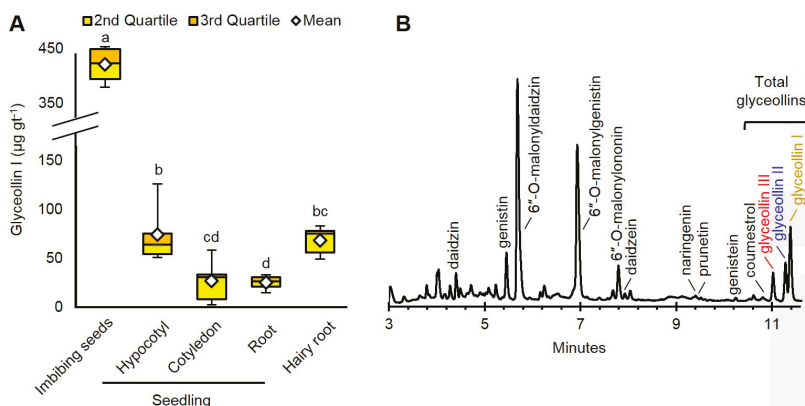 A
2nd Quartile 3rd Quartile Mean
Glyceollin I (µg gt⁻¹)
450
350
150
100
50
0
a
b
cd
d
bc
Imbibing seeds
Hypocotyl
Cotyledon
Root
Hairy root
Seedling
B
Total
glyceollins
daidzin
genistin
6″-O-malonyldaidzin
6″-O-malonylgenistin
6″-O-malonylononin
daidzein
naringenin
prunetin
genistein
coumestrol
glyceollin III
glyceollin II
glyceollin I
3 5 7 9 11
Minutes